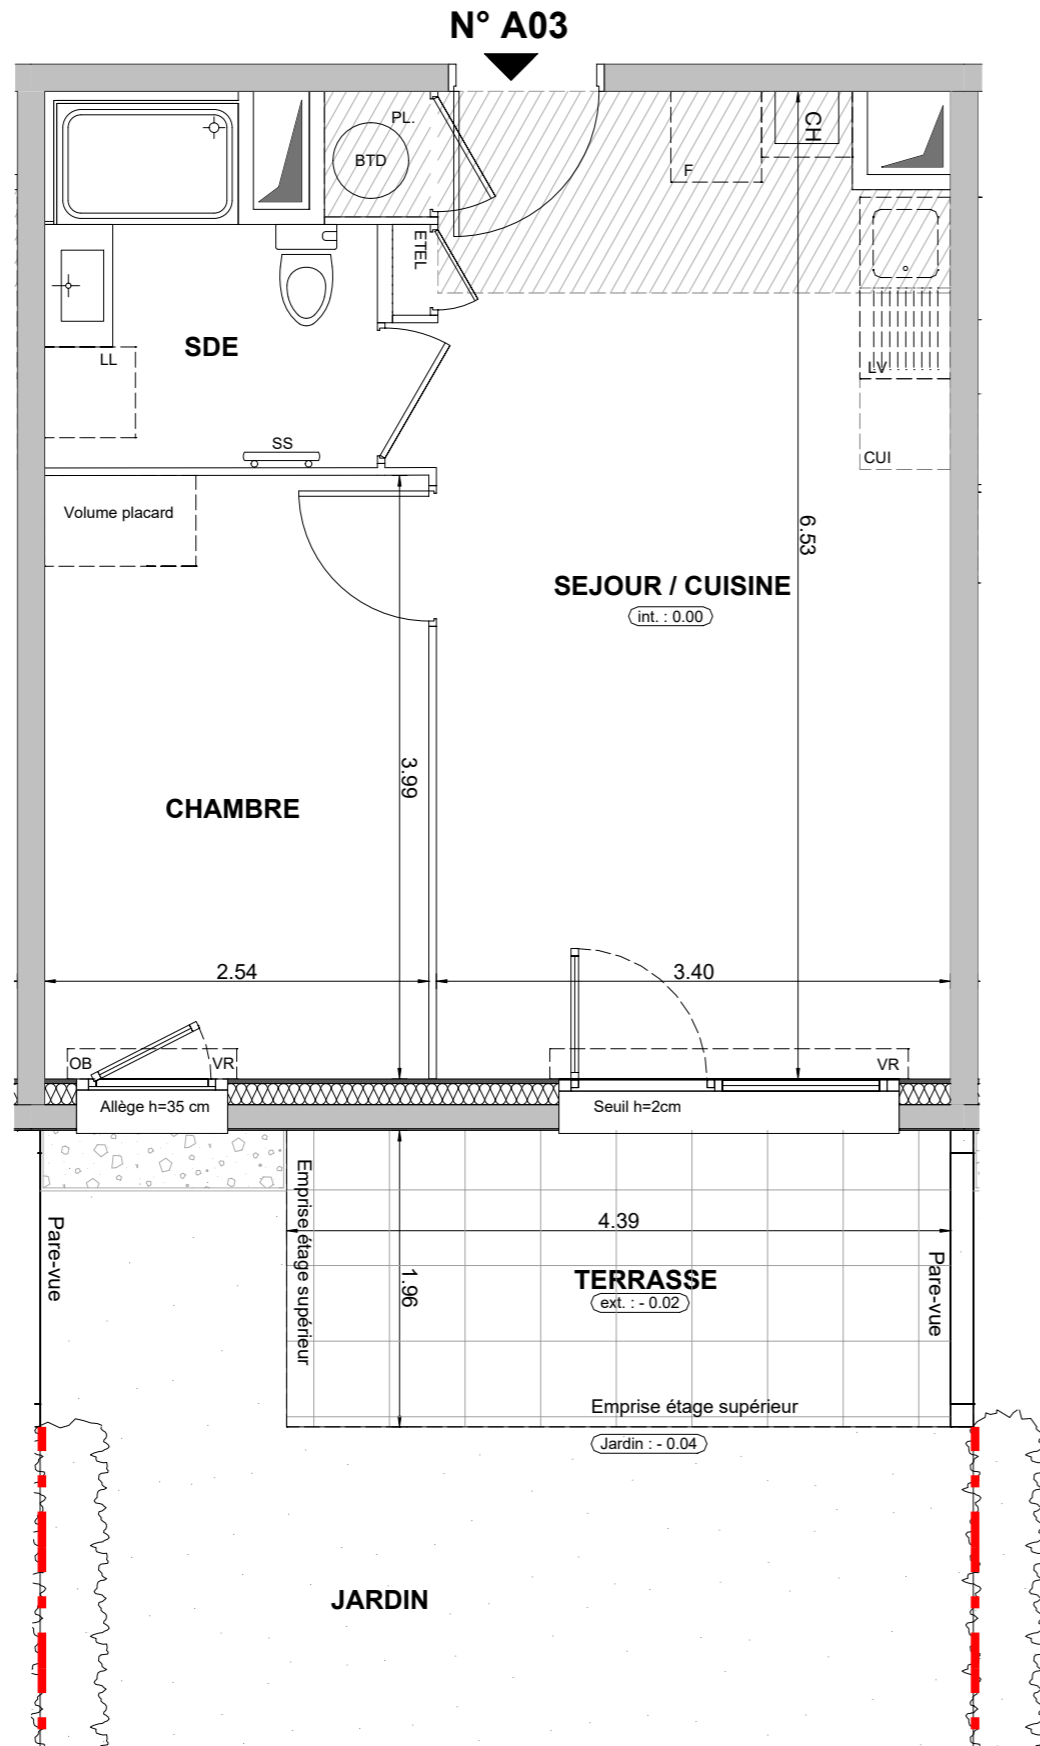 N° A03
PL.
BTD
F
CH
ETEL
SDE
LL
LV
SS
CUI
Volume placard
6.53
SEJOUR / CUISINE
int. : 0.00
3.99
CHAMBRE
2.54
3.40
OB
VR
VR
Allège h=35 cm
Seuil h=2cm
Emprise étage supérieur
Pare-vue
4.39
1.96
TERRASSE
ext. : - 0.02
Pare-vue
Emprise étage supérieur
Jardin : - 0.04
JARDIN